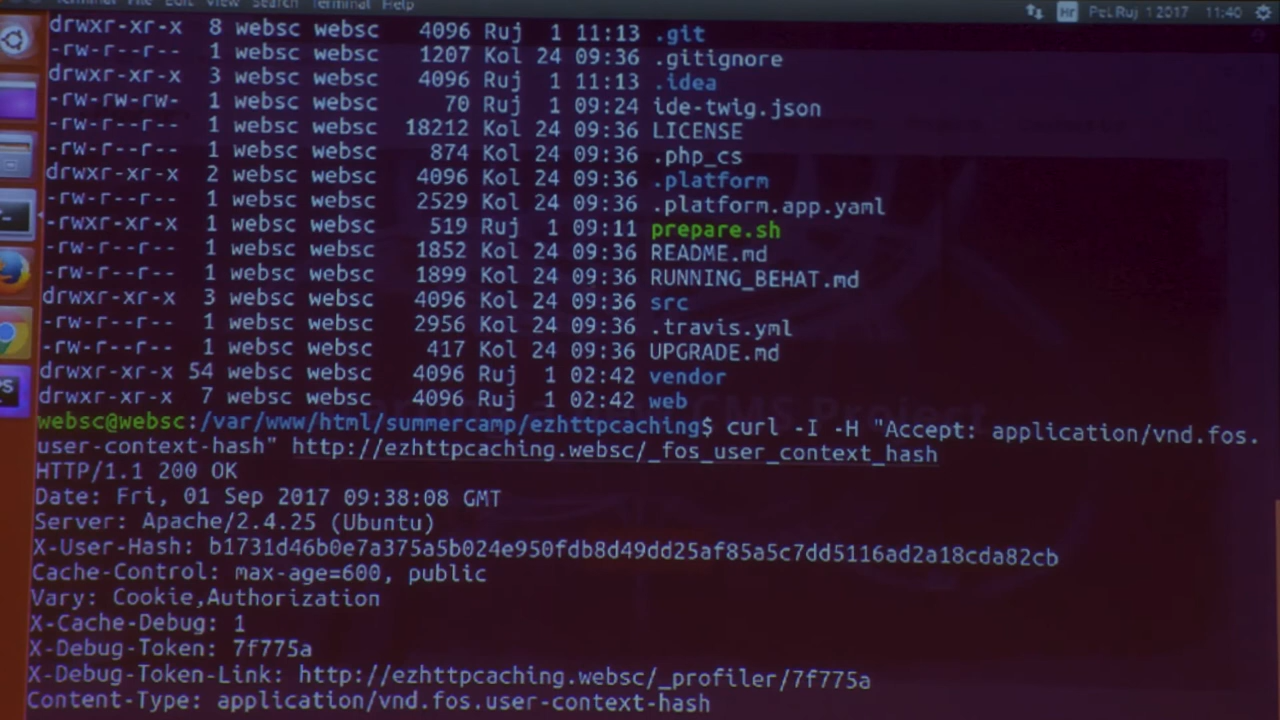 Terminal File Edit View Search Terminal Help Hr Pet Ruj 1 2017 11:40
drwxr-xr-x 8 websc websc 4096 Ruj 1 11:13 .git
-rw-r--r-- 1 websc websc 1207 Kol 24 09:36 .gitignore
drwxr-xr-x 3 websc websc 4096 Ruj 1 11:13 .idea
-rw-rw-rw- 1 websc websc 70 Ruj 1 09:24 ide-twig.json
-rw-r--r-- 1 websc websc 18212 Kol 24 09:36 LICENSE
-rw-r--r-- 1 websc websc 874 Kol 24 09:36 .php_cs
drwxr-xr-x 2 websc websc 4096 Kol 24 09:36 .platform
-rw-r--r-- 1 websc websc 2529 Kol 24 09:36 .platform.app.yaml
-rwxr-xr-x 1 websc websc 519 Ruj 1 09:11 prepare.sh
-rw-r--r-- 1 websc websc 1852 Kol 24 09:36 README.md
-rw-r--r-- 1 websc websc 1899 Kol 24 09:36 RUNNING_BEHAT.md
drwxr-xr-x 3 websc websc 4096 Kol 24 09:36 src
-rw-r--r-- 1 websc websc 2956 Kol 24 09:36 .travis.yml
-rw-r--r-- 1 websc websc 417 Kol 24 09:36 UPGRADE.md
drwxr-xr-x 54 websc websc 4096 Ruj 1 02:42 vendor
drwxr-xr-x 7 websc websc 4096 Ruj 1 02:42 web
websc@websc:/var/www/html/summercamp/ezhttpcaching$ curl -I -H "Accept: application/vnd.fos.
user-context-hash" http://ezhttpcaching.websc/_fos_user_context_hash
HTTP/1.1 200 OK
Date: Fri, 01 Sep 2017 09:38:08 GMT
Server: Apache/2.4.25 (Ubuntu)
X-User-Hash: b1731d46b0e7a375a5b024e950fdb8d49dd25af85a5c7dd5116ad2a18cda82cb
Cache-Control: max-age=600, public
Vary: Cookie,Authorization
X-Cache-Debug: 1
X-Debug-Token: 7f775a
X-Debug-Token-Link: http://ezhttpcaching.websc/_profiler/7f775a
Content-Type: application/vnd.fos.user-context-hash